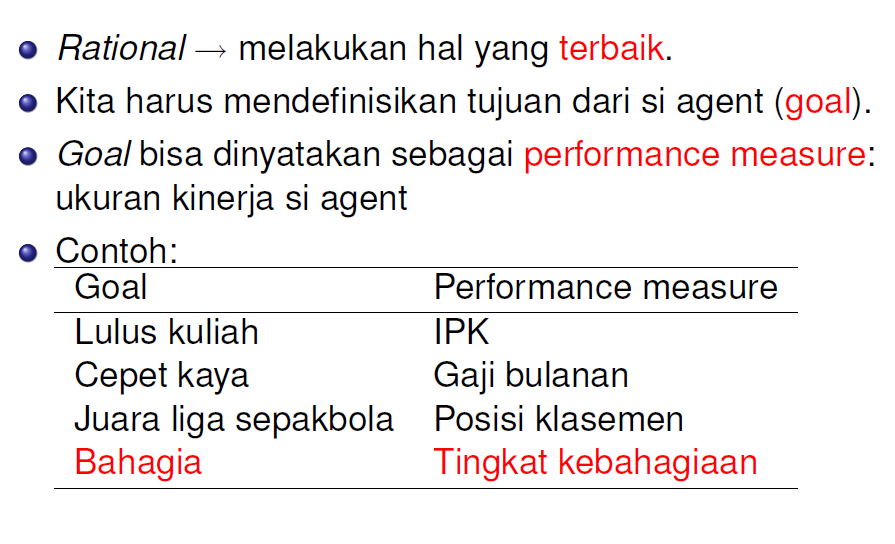 Rational → melakukan hal yang terbaik.
Kita harus mendefinisikan tujuan dari si agent (goal).
Goal bisa dinyatakan sebagai performance measure:
ukuran kinerja si agent
Contoh:
Goal Performance measure
Lulus kuliah IPK
Cepet kaya Gaji bulanan
Juara liga sepakbola Posisi klasemen
Bahagia Tingkat kebahagiaan